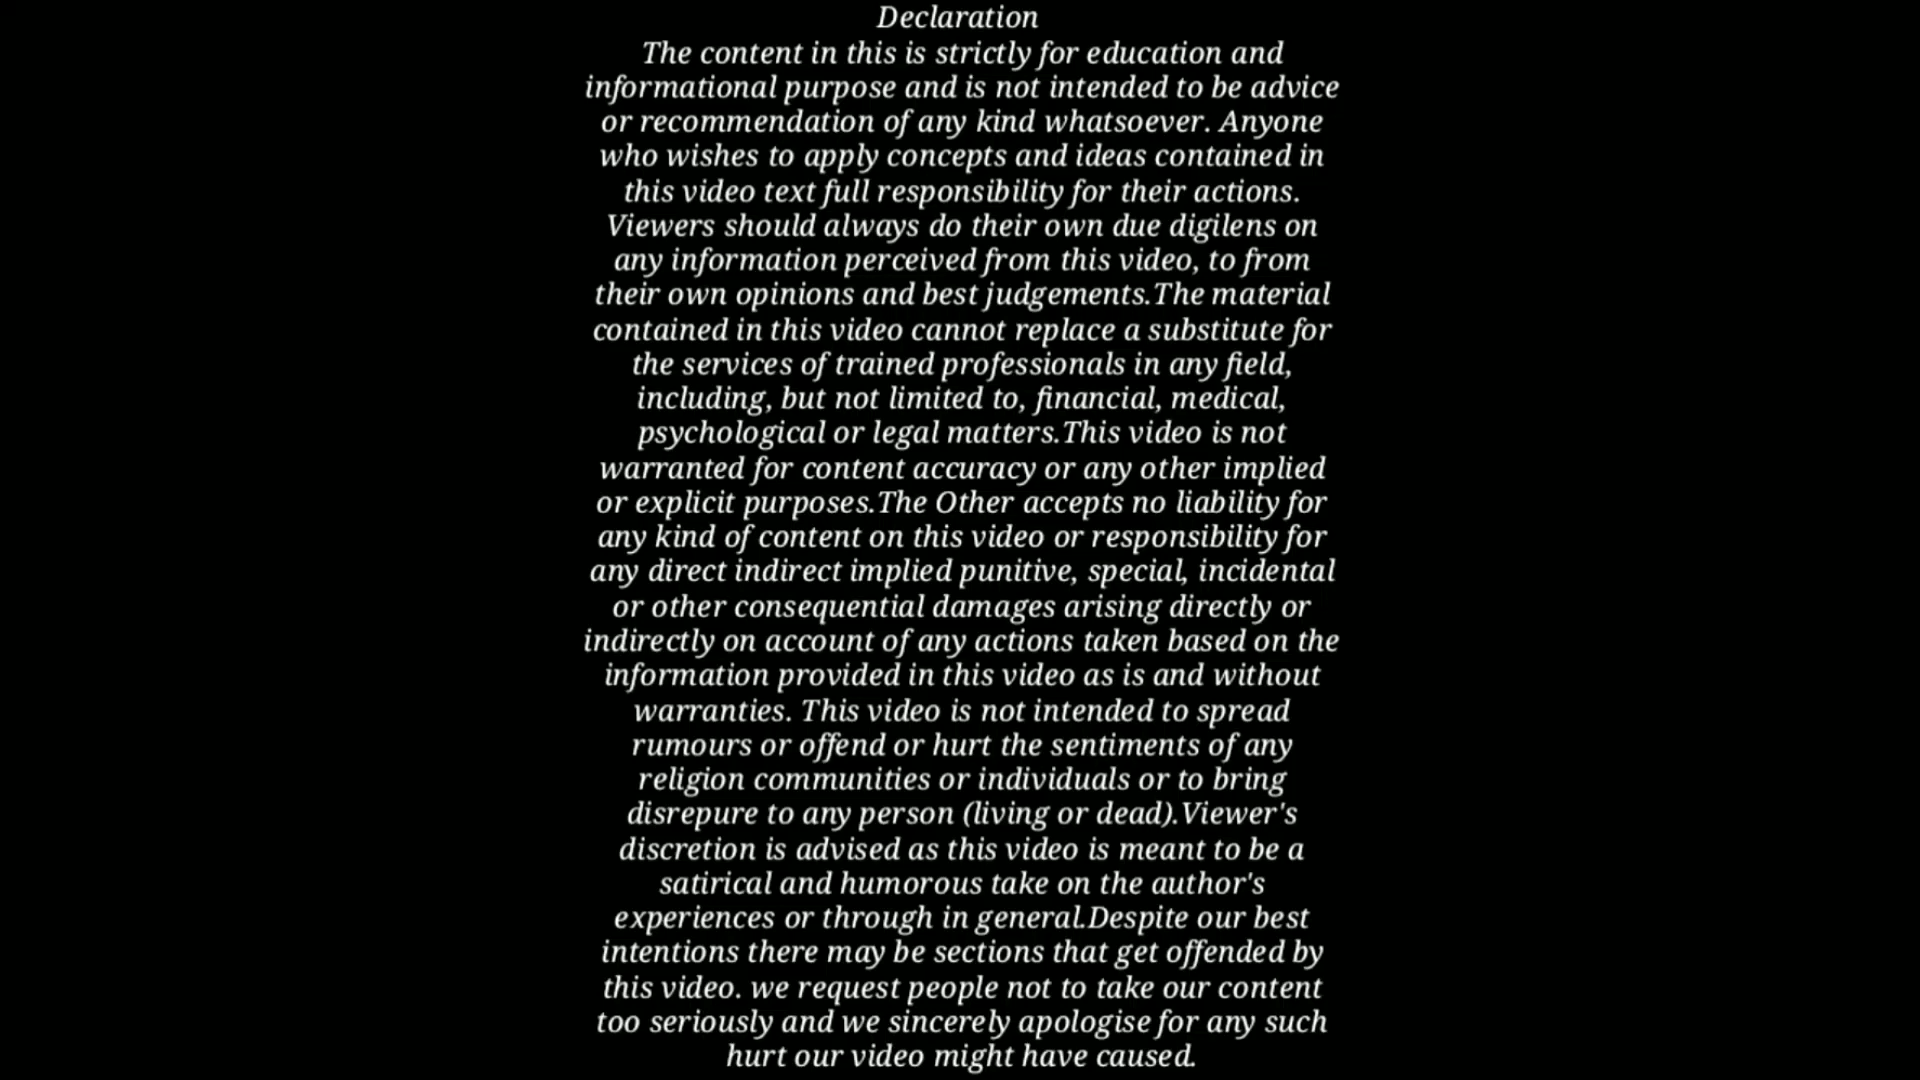 Declaration
The content in this is strictly for education and
informational purpose and is not intended to be advice
or recommendation of any kind whatsoever. Anyone
who wishes to apply concepts and ideas contained in
this video text full responsibility for their actions.
Viewers should always do their own due digilens on
any information perceived from this video, to from
their own opinions and best judgements.The material
contained in this video cannot replace a substitute for
the services of trained professionals in any field,
including, but not limited to, financial, medical,
psychological or legal matters.This video is not
warranted for content accuracy or any other implied
or explicit purposes.The Other accepts no liability for
any kind of content on this video or responsibility for
any direct indirect implied punitive, special, incidental
or other consequential damages arising directly or
indirectly on account of any actions taken based on the
information provided in this video as is and without
warranties. This video is not intended to spread
rumours or offend or hurt the sentiments of any
religion communities or individuals or to bring
disrepure to any person (living or dead).Viewer's
discretion is advised as this video is meant to be a
satirical and humorous take on the author's
experiences or through in general.Despite our best
intentions there may be sections that get offended by
this video. we request people not to take our content
too seriously and we sincerely apologise for any such
hurt our video might have caused.